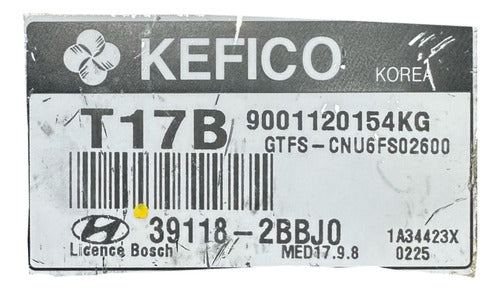 KEFICO
KOREA
T17B 9001120154KG
GTFS-CNU6FS02600
39118-2BBJ0 1A34423X
Licence Bosch MED17.9.8 0225